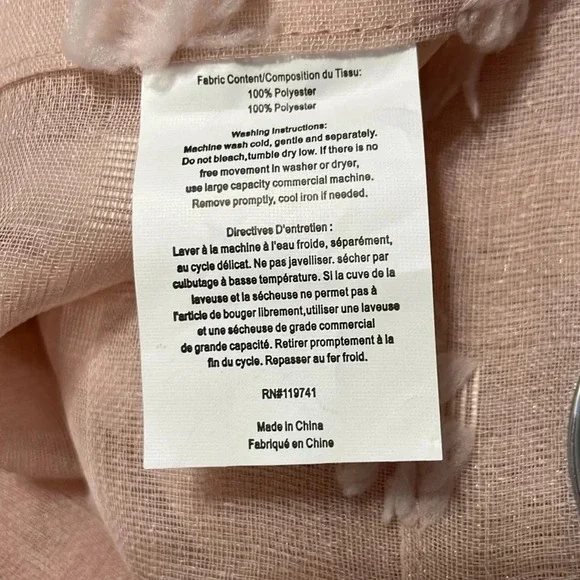 Fabric Content/Composition du Tissu:
100% Polyester
100% Polyester
Washing Instructions:
Machine wash cold, gentle and separately.
Do not bleach,tumble dry low. If there is no
free movement in washer or dryer,
use large capacity commercial machine.
Remove promptly, cool iron if needed.
Directives D'entretien :
Laver à la machine à l'eau froide, séparément,
au cycle délicat. Ne pas javelliser. sécher par
culbutage à basse température. Si la cuve de la
laveuse et la sécheuse ne permet pas à
l'article de bouger librement,utiliser une laveuse
et une sécheuse de grade commercial
de grande capacité. Retirer promptement à la
fin du cycle. Repasser au fer froid.
RN#119741
Made in China
Fabriqué en Chine